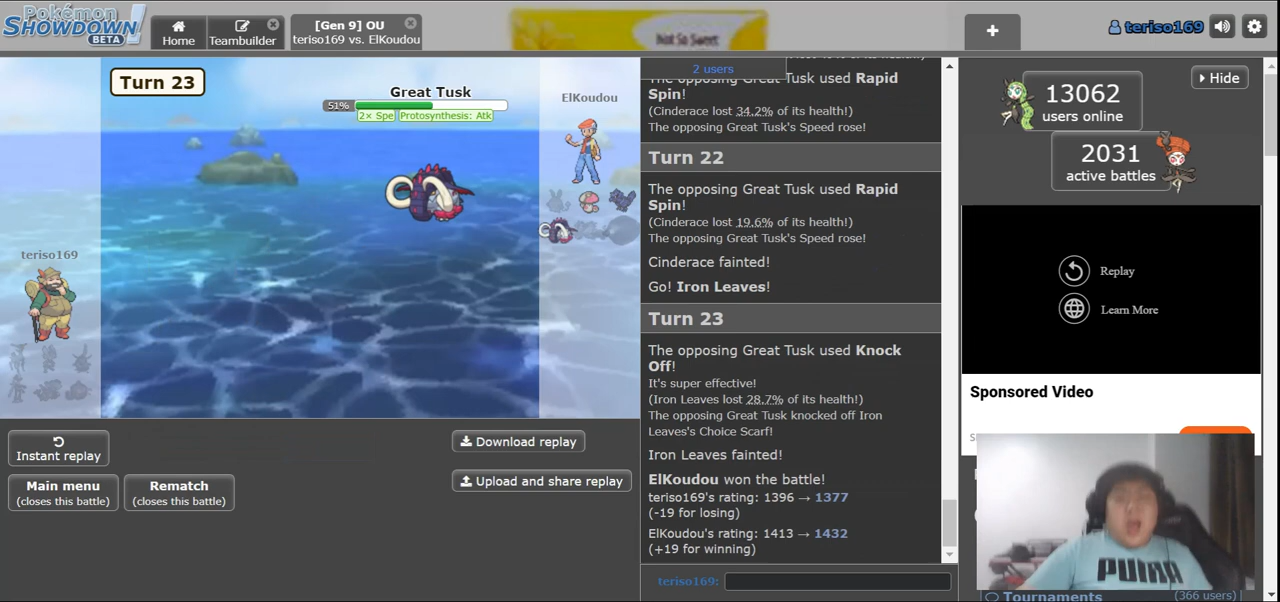 Pokémon
SHOWDOWN!
BETA
Home
Teambuilder
[Gen 9] OU
teriso169 vs. ElKoudou
Not So Sweet
+
teriso169
Turn 23
Great Tusk
51%
2× Spe Protosynthesis: Atk
ElKoudou
teriso169
Instant replay
Download replay
Main menu
(closes this battle)
Rematch
(closes this battle)
Upload and share replay
2 users
The opposing Great Tusk used Rapid
Spin!
(Cinderace lost 34.2% of its health!)
The opposing Great Tusk's Speed rose!
Turn 22
The opposing Great Tusk used Rapid
Spin!
(Cinderace lost 19.6% of its health!)
The opposing Great Tusk's Speed rose!
Cinderace fainted!
Go! Iron Leaves!
Turn 23
The opposing Great Tusk used Knock
Off!
It's super effective!
(Iron Leaves lost 28.7% of its health!)
The opposing Great Tusk knocked off Iron
Leaves's Choice Scarf!
Iron Leaves fainted!
ElKoudou won the battle!
teriso169's rating: 1396 → 1377
(-19 for losing)
ElKoudou's rating: 1413 → 1432
(+19 for winning)
teriso169:
Hide
13062
users online
2031
active battles
Replay
Learn More
Sponsored Video
PUMA
Tournaments (366 users)